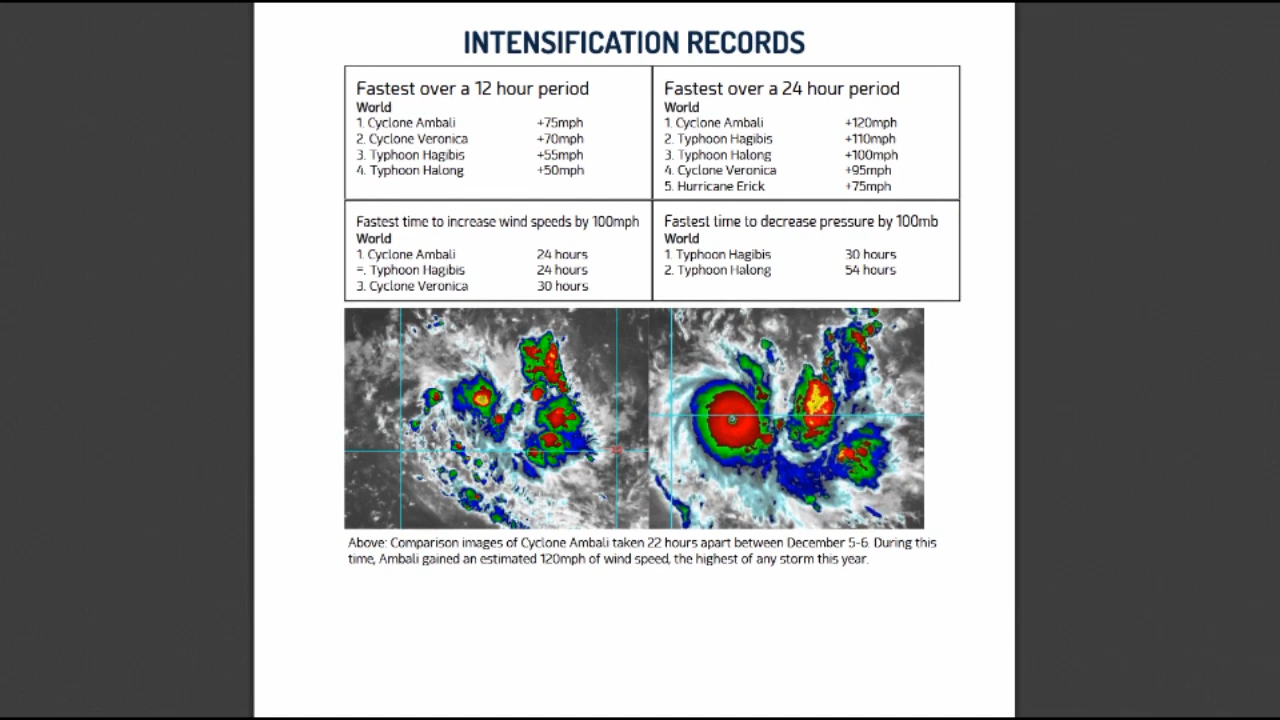 INTENSIFICATION RECORDS
Fastest over a 12 hour period
World
1. Cyclone Ambali +75mph
2. Cyclone Veronica +70mph
3. Typhoon Hagibis +55mph
4. Typhoon Halong +50mph
Fastest over a 24 hour period
World
1. Cyclone Ambali +120mph
2. Typhoon Hagibis +110mph
3. Typhoon Halong +100mph
4. Cyclone Veronica +95mph
5. Hurricane Erick +75mph
Fastest time to increase wind speeds by 100mph
World
1. Cyclone Ambali 24 hours
=. Typhoon Hagibis 24 hours
3. Cyclone Veronica 30 hours
Fastest time to decrease pressure by 100mb
World
1. Typhoon Hagibis 30 hours
2. Typhoon Halong 54 hours
Above: Comparison images of Cyclone Ambali taken 22 hours apart between December 5-6. During this
time, Ambali gained an estimated 120mph of wind speed, the highest of any storm this year.